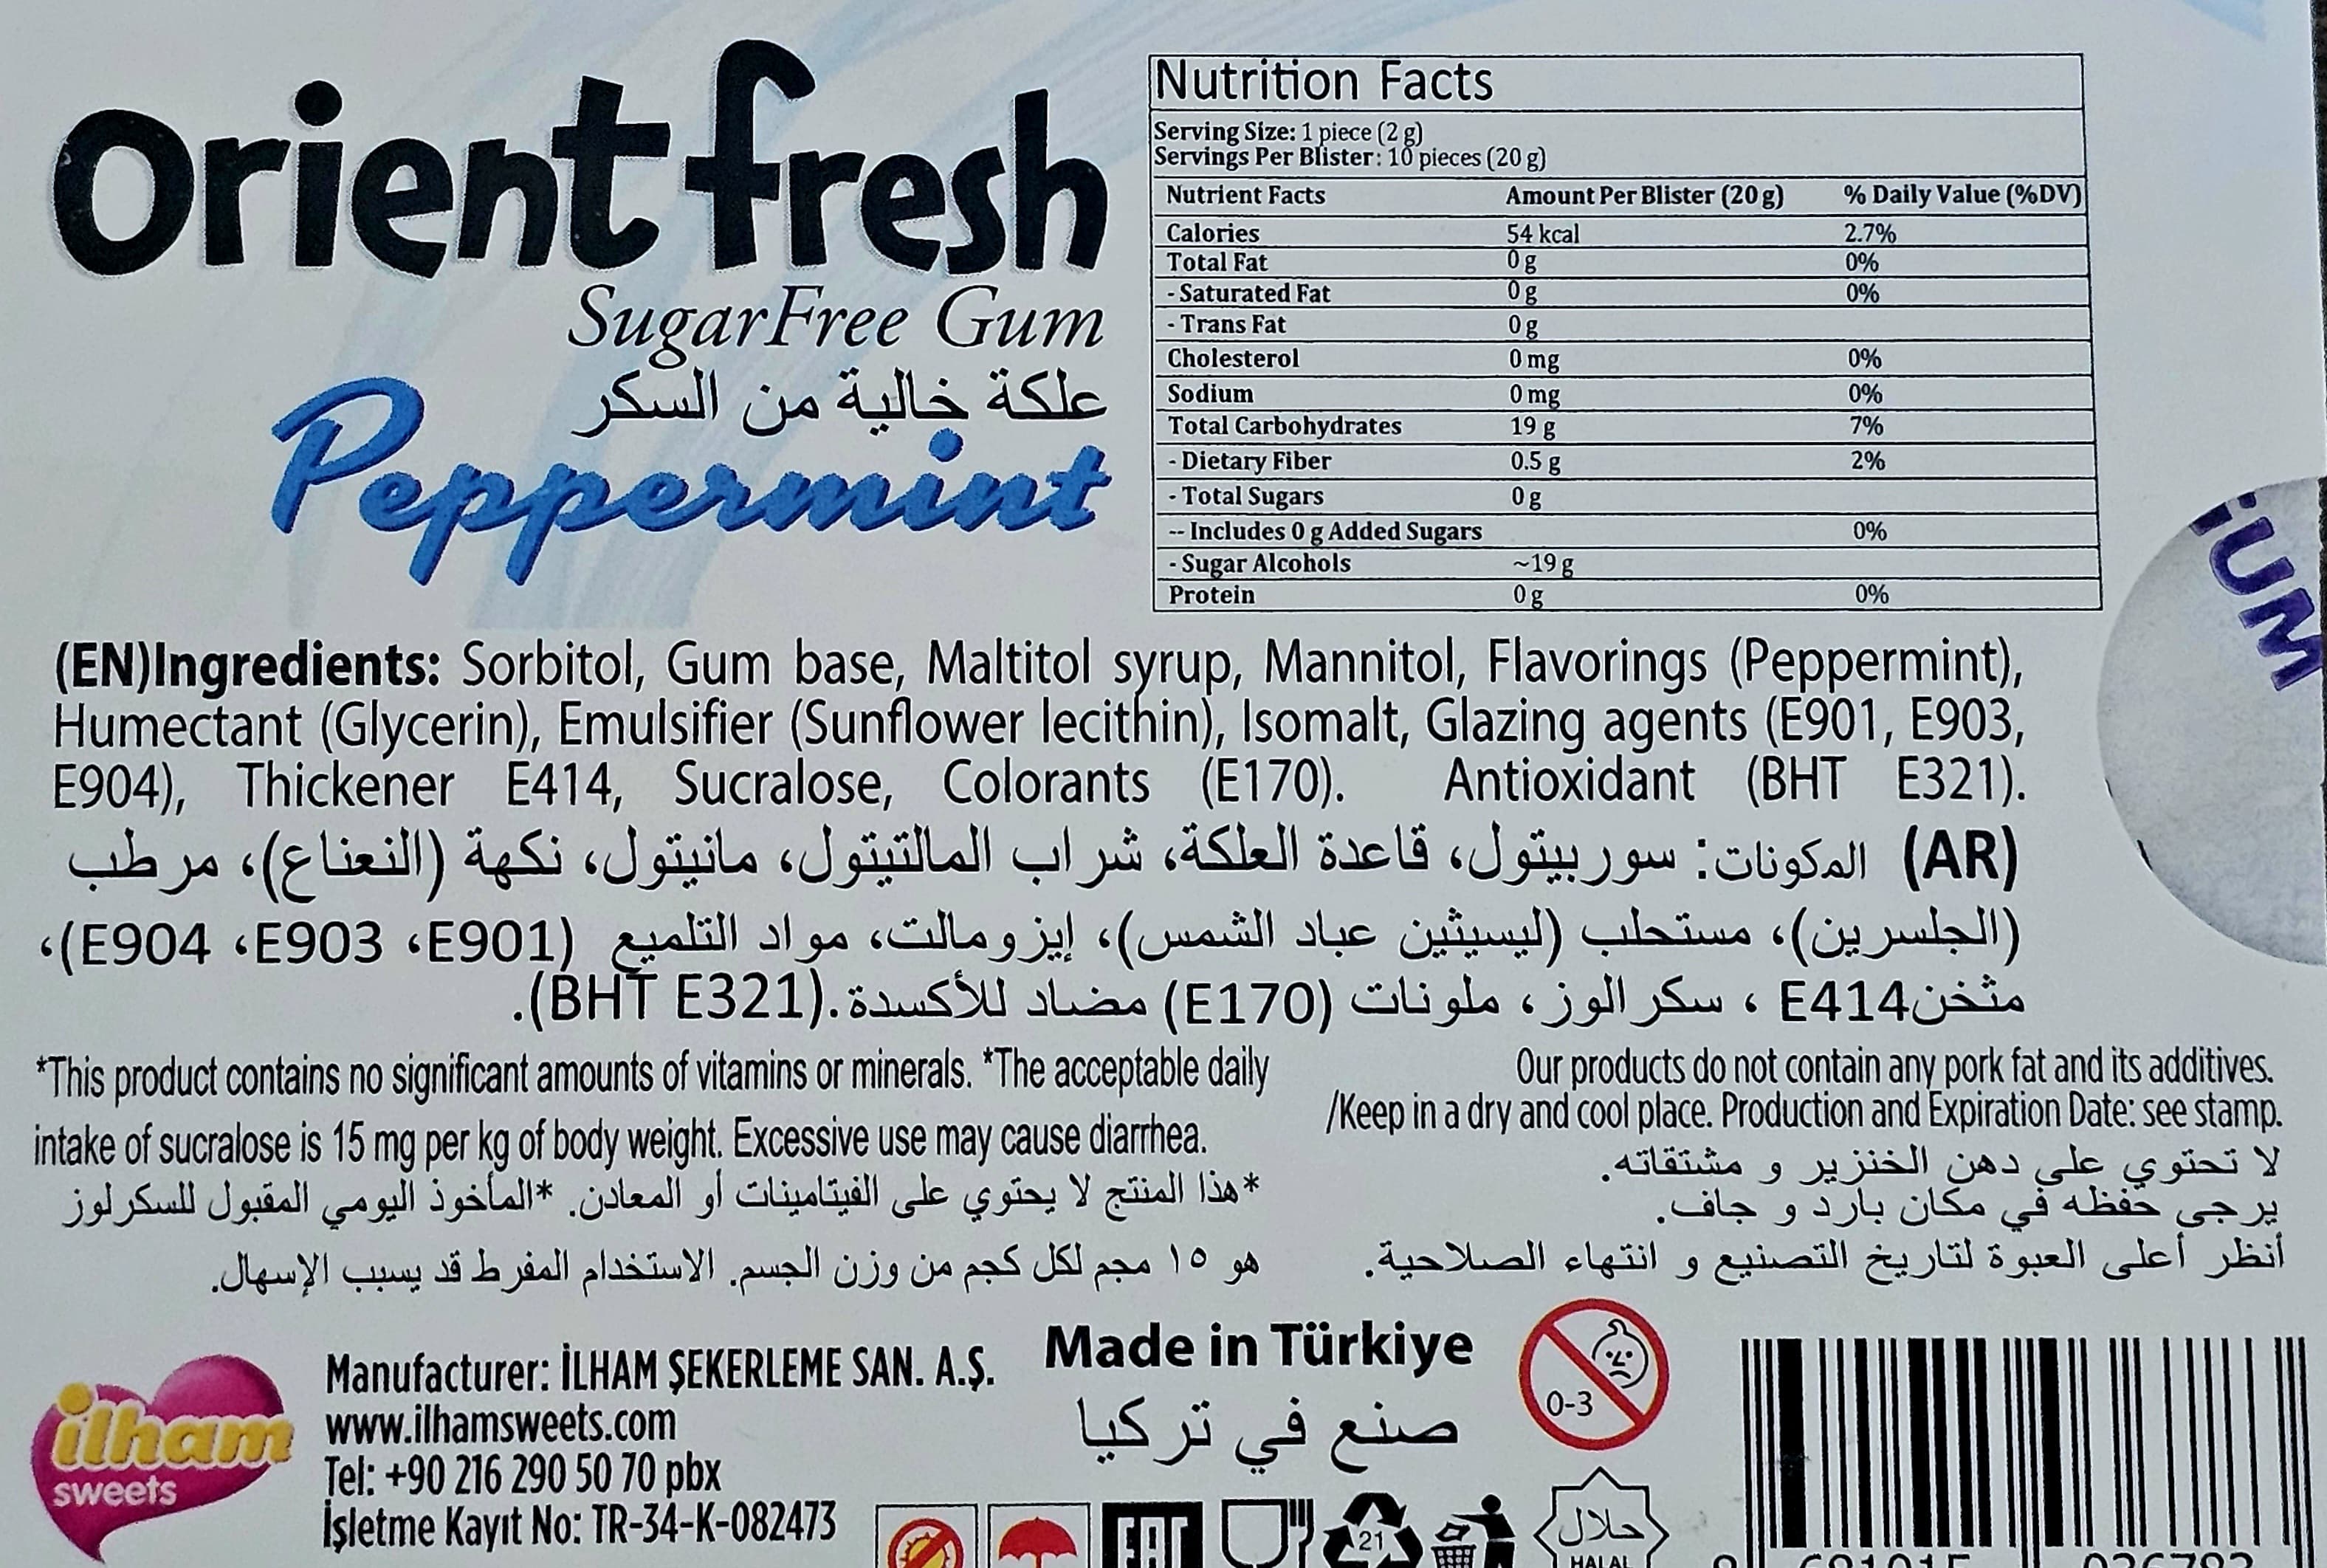 Orient fresh
SugarFree Gum
علكة خالية من السكر
Peppermint
Nutrition Facts
Serving Size: 1 piece (2 g)
Servings Per Blister: 10 pieces (20 g)
Nutrient Facts Amount Per Blister (20 g) % Daily Value (%DV)
Calories 54 kcal 2.7%
Total Fat 0 g 0%
- Saturated Fat 0 g 0%
- Trans Fat 0 g
Cholesterol 0 mg 0%
Sodium 0 mg 0%
Total Carbohydrates 19 g 7%
- Dietary Fiber 0.5 g 2%
- Total Sugars 0 g
-- Includes 0 g Added Sugars 0%
- Sugar Alcohols ~19 g
Protein 0 g 0%
(EN)Ingredients: Sorbitol, Gum base, Maltitol syrup, Mannitol, Flavorings (Peppermint),
Humectant (Glycerin), Emulsifier (Sunflower lecithin), Isomalt, Glazing agents (E901, E903,
E904), Thickener E414, Sucralose, Colorants (E170). Antioxidant (BHT E321).
(AR) المكونات: سوربيتول، قاعدة العلكة، شراب المالتيتول، مانيتول، نكهة (النعناع)، مرطب
(الجلسرين)، مستحلب (ليسيثين عباد الشمس)، إيزومالت، مواد التلميع (E901، E903، E904)،
مثخنE414 ، سكرالوز، ملونات (E170) مضاد للأكسدة.(BHT E321).
*This product contains no significant amounts of vitamins or minerals. *The acceptable daily
intake of sucralose is 15 mg per kg of body weight. Excessive use may cause diarrhea.
*هذا المنتج لا يحتوي على الفيتامينات أو المعادن. *المأخوذ اليومي المقبول للسكرلوز
هو ١٥ مجم لكل كجم من وزن الجسم. الاستخدام المفرط قد يسبب الإسهال.
Our products do not contain any pork fat and its additives.
/Keep in a dry and cool place. Production and Expiration Date: see stamp.
لا تحتوي على دهن الخنزير و مشتقاته.
يرجى حفظه في مكان بارد و جاف.
أنظر أعلى العبوة لتاريخ التصنيع و انتهاء الصلاحية.
ilham
sweets
Manufacturer: İLHAM ŞEKERLEME SAN. A.Ş.
www.ilhamsweets.com
Tel: +90 216 290 50 70 pbx
İşletme Kayıt No: TR-34-K-082473
Made in Türkiye
صنع في تركيا
0-3
EAC
21
حلال
HALAL